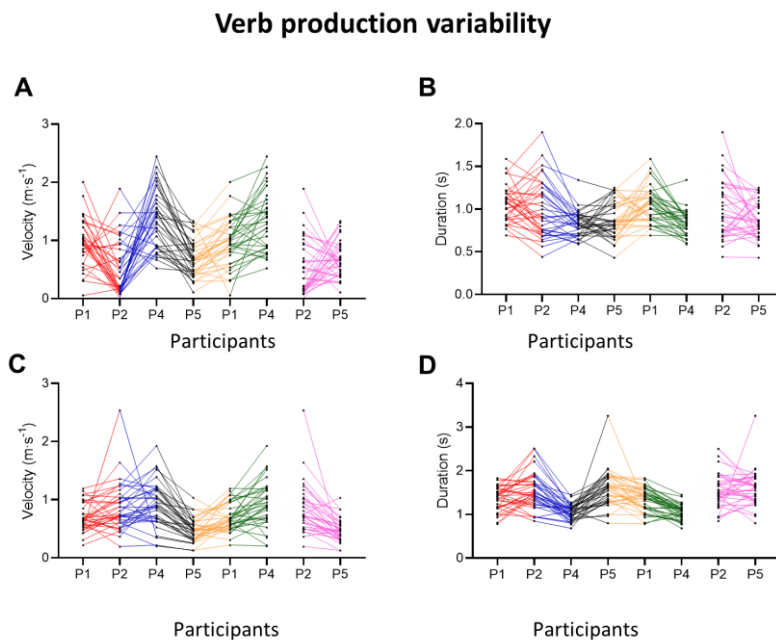 Verb production variability
A
B
Velocity (m·s⁻¹)
3
2
1
0
P1 P2 P4 P5 P1 P4 P2 P5
Participants
Duration (s)
2.0
1.5
1.0
0.5
0.0
P1 P2 P4 P5 P1 P4 P2 P5
Participants
C
D
Velocity (m·s⁻¹)
3
2
1
0
P1 P2 P4 P5 P1 P4 P2 P5
Participants
Duration (s)
4
3
2
1
0
P1 P2 P4 P5 P1 P4 P2 P5
Participants